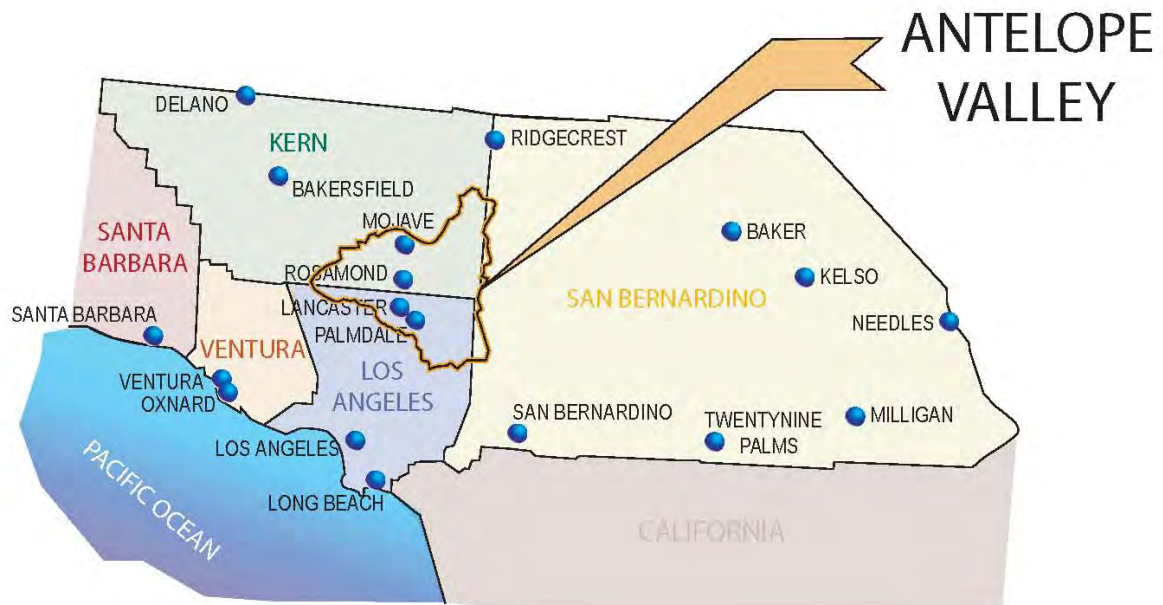 ANTELOPE
VALLEY
DELANO
KERN
RIDGECREST
BAKERSFIELD
MOJAVE
SANTA
BARBARA
BAKER
ROSAMOND
KELSO
SAN BERNARDINO
LANCASTER
SANTA BARBARA
PALMDALE
NEEDLES
VENTURA
LOS
ANGELES
VENTURA
OXNARD
SAN BERNARDINO
TWENTYNINE
PALMS
MILLIGAN
LOS ANGELES
LONG BEACH
PACIFIC OCEAN
CALIFORNIA